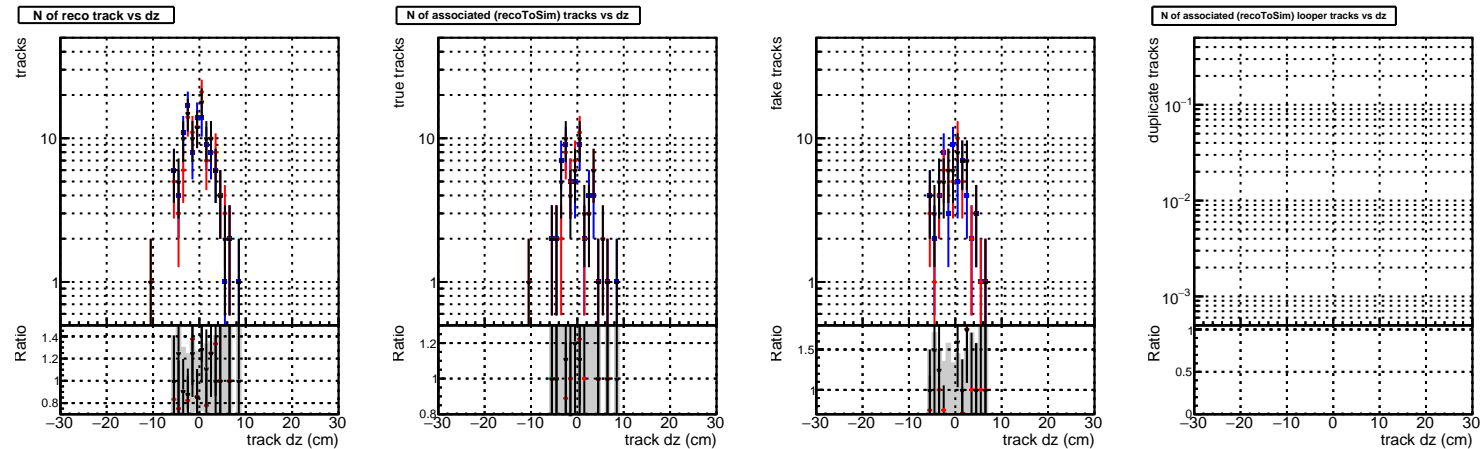 N of reco track vs dz
tracks
10
1
Ratio
1.4
1.2
1
0.8
−30 −20 −10 0 10 20 30
track dz (cm)
N of associated (recoToSim) tracks vs dz
true tracks
10
1
Ratio
1.2
1
0.8
−30 −20 −10 0 10 20 30
track dz (cm)
fake tracks
10
1
Ratio
1.5
1
−30 −20 −10 0 10 20 30
track dz (cm)
N of associated (recoToSim) looper tracks vs dz
duplicate tracks
10−1
10−2
10−3
Ratio
1
0.5
0
−30 −20 −10 0 10 20 30
track dz (cm)